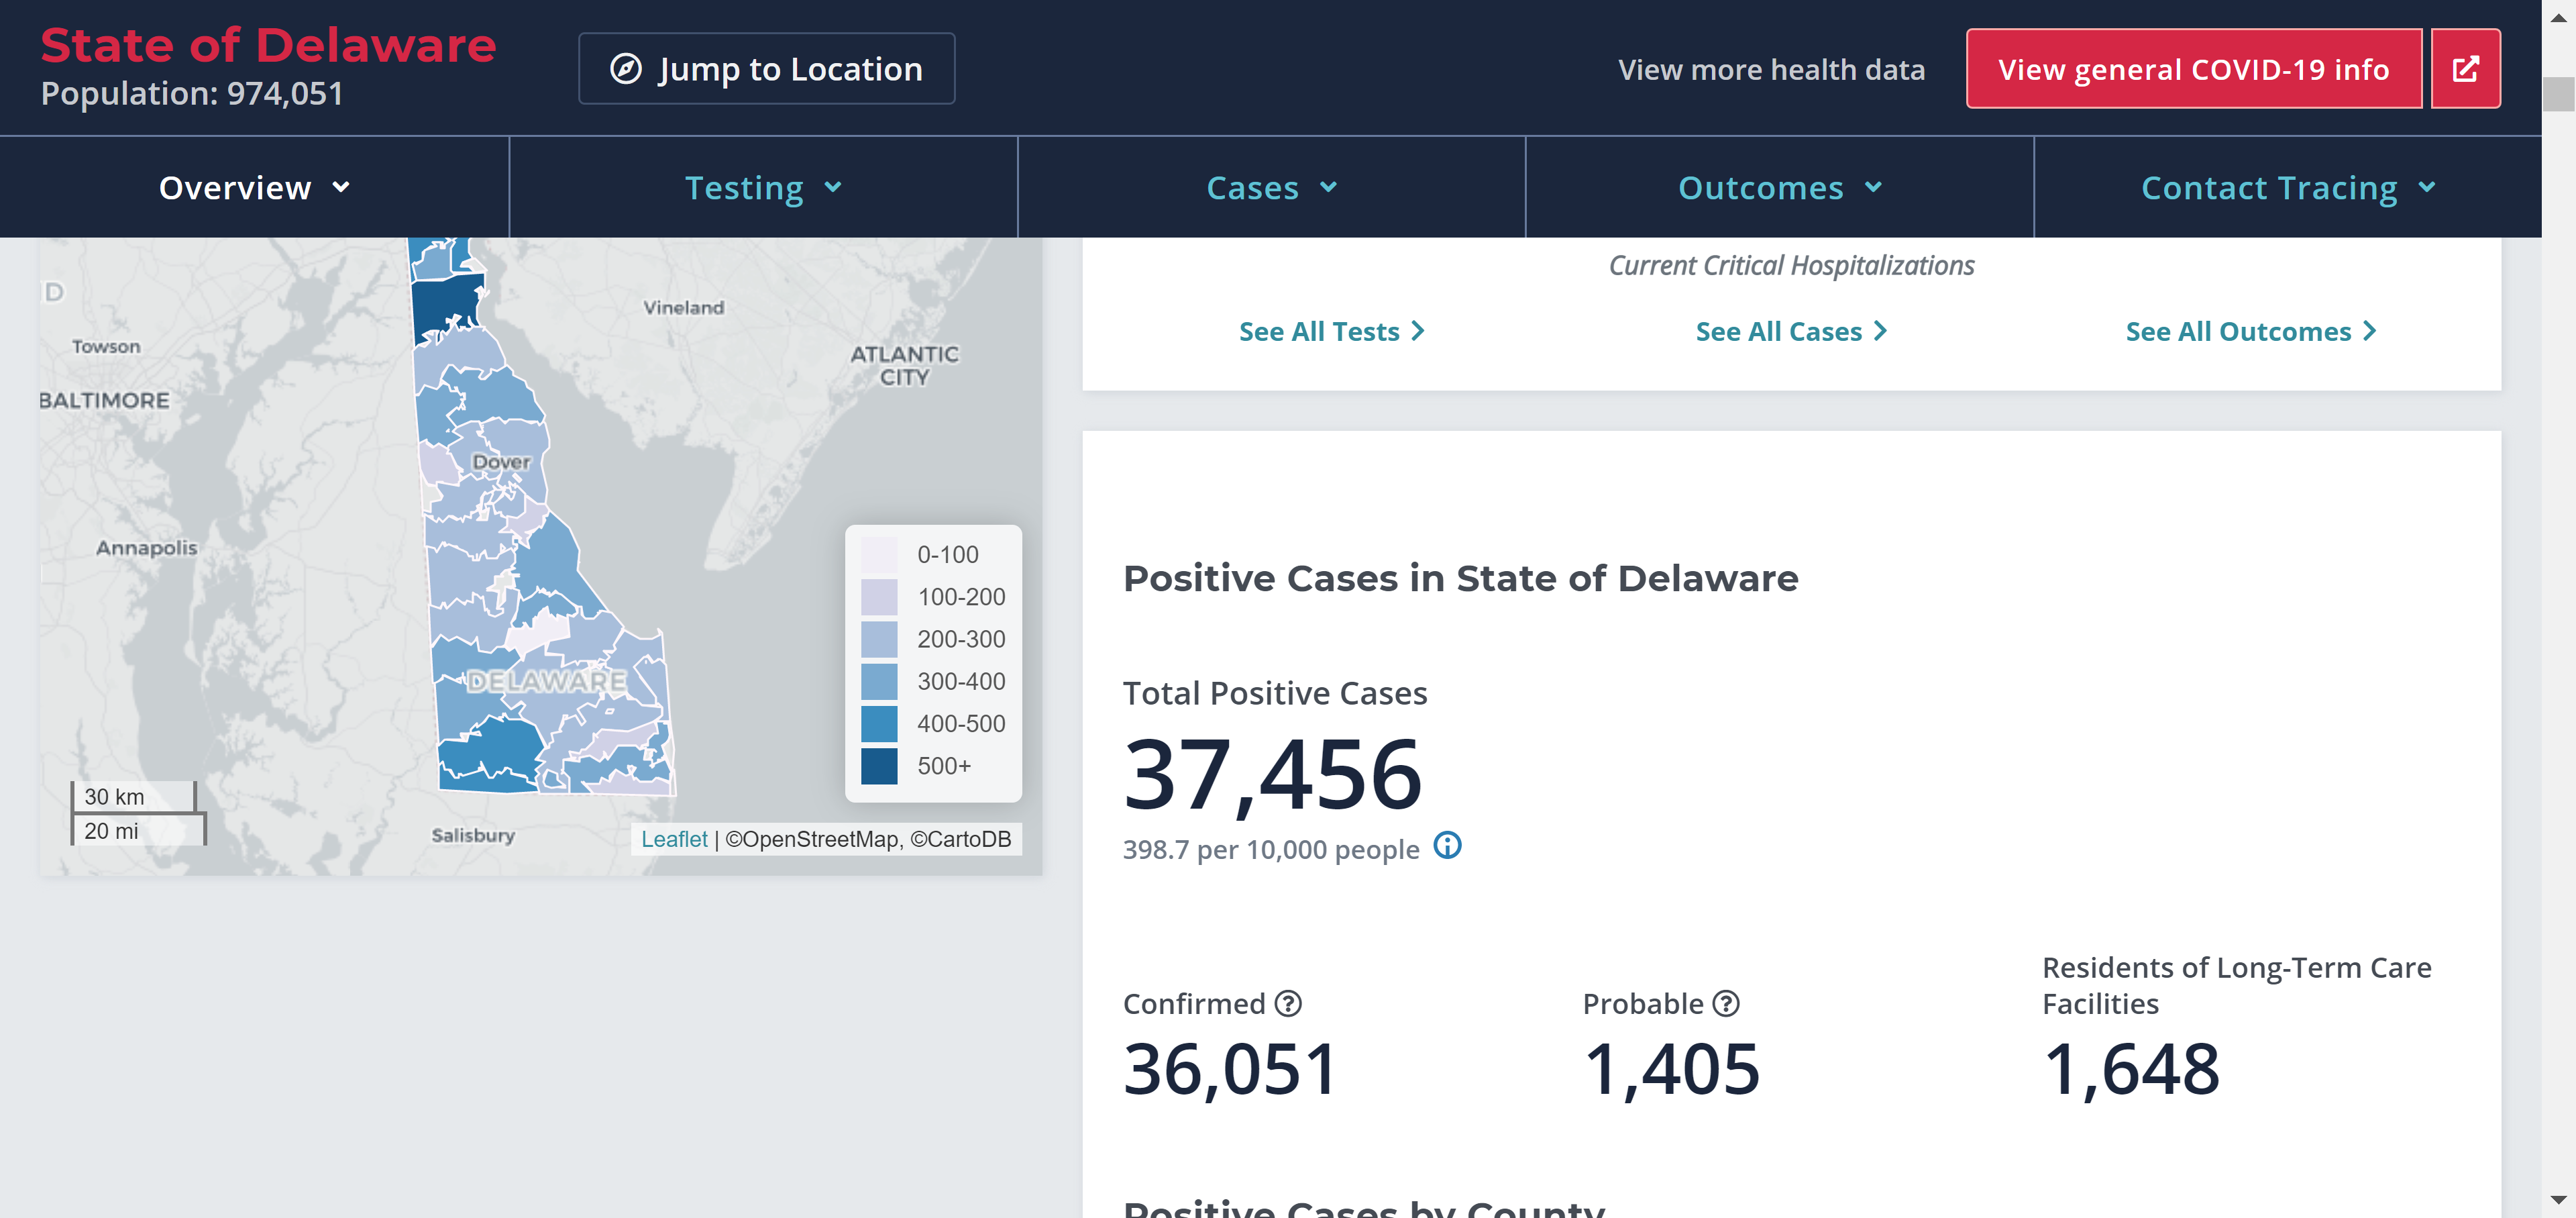 State of Delaware
Population: 974,051
Jump to Location
View more health data
View general COVID-19 info
Overview
Testing
Cases
Outcomes
Contact Tracing
D
Towson
BALTIMORE
Annapolis
Vineland
ATLANTIC
CITY
Dover
DELAWARE
Salisbury
0-100
100-200
200-300
300-400
400-500
500+
30 km
20 mi
Leaflet | ©OpenStreetMap, ©CartoDB
Current Critical Hospitalizations
See All Tests
See All Cases
See All Outcomes
Positive Cases in State of Delaware
Total Positive Cases
37,456
398.7 per 10,000 people
Confirmed
36,051
Probable
1,405
Residents of Long-Term Care
Facilities
1,648
Positive Cases by County